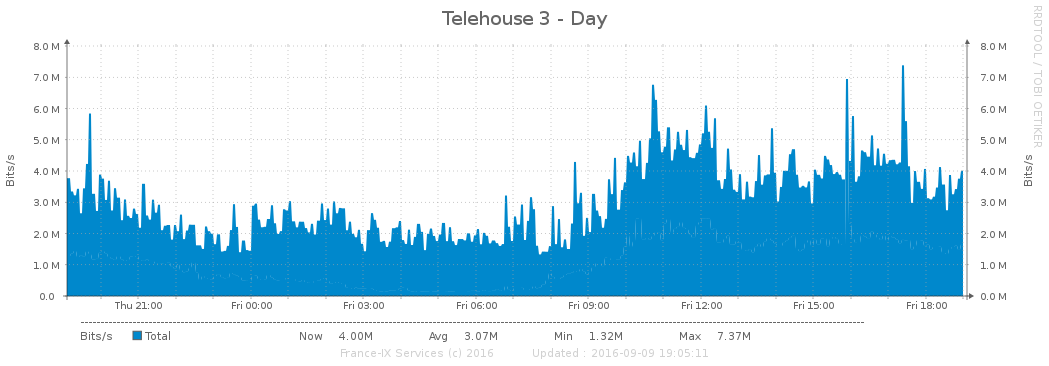 Telehouse 3 - Day
RRDTOOL / TOBI OETIKER
Bits/s
8.0 M 8.0 M
7.0 M 7.0 M
6.0 M 6.0 M
5.0 M 5.0 M
4.0 M 4.0 M
3.0 M 3.0 M
2.0 M 2.0 M
1.0 M 1.0 M
0.0 0.0 M
Bits/s
Thu 21:00 Fri 00:00 Fri 03:00 Fri 06:00 Fri 09:00 Fri 12:00 Fri 15:00 Fri 18:00
Bits/s Total Now 4.00M Avg 3.07M Min 1.32M Max 7.37M
France-IX Services (c) 2016 Updated : 2016-09-09 19:05:11